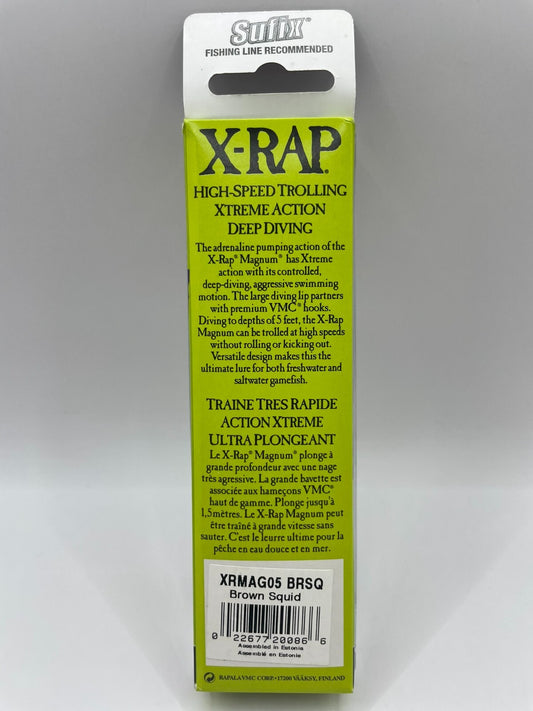 Sufix®
FISHING LINE RECOMMENDED
X-RAP®
HIGH-SPEED TROLLING
XTREME ACTION
DEEP DIVING
The adrenaline pumping action of the
X-Rap® Magnum® has Xtreme
action with its controlled,
deep-diving, aggressive swimming
motion. The large diving lip partners
with premium VMC® hooks.
Diving to depths of 5 feet, the X-Rap
Magnum can be trolled at high speeds
without rolling or kicking out.
Versatile design makes this the
ultimate lure for both freshwater and
saltwater gamefish.
TRAINE TRES RAPIDE
ACTION XTREME
ULTRA PLONGEANT
Le X-Rap® Magnum® plonge à
grande profondeur avec une nage
très agressive. La grande bavette est
associée aux hameçons VMC®
haut de gamme. Plonge jusqu'à
1,5 mètres. Le X-Rap Magnum peut
être traîné à grande vitesse sans
sauter. C'est le leurre ultime pour la
pêche en eau douce et en mer.
XRMAG05 BRSQ
Brown Squid
0 22677 20086 6
Assembled in Estonia
Assemblé en Estonie
® RAPALA VMC CORP. • 17200 VÄÄKSY, FINLAND